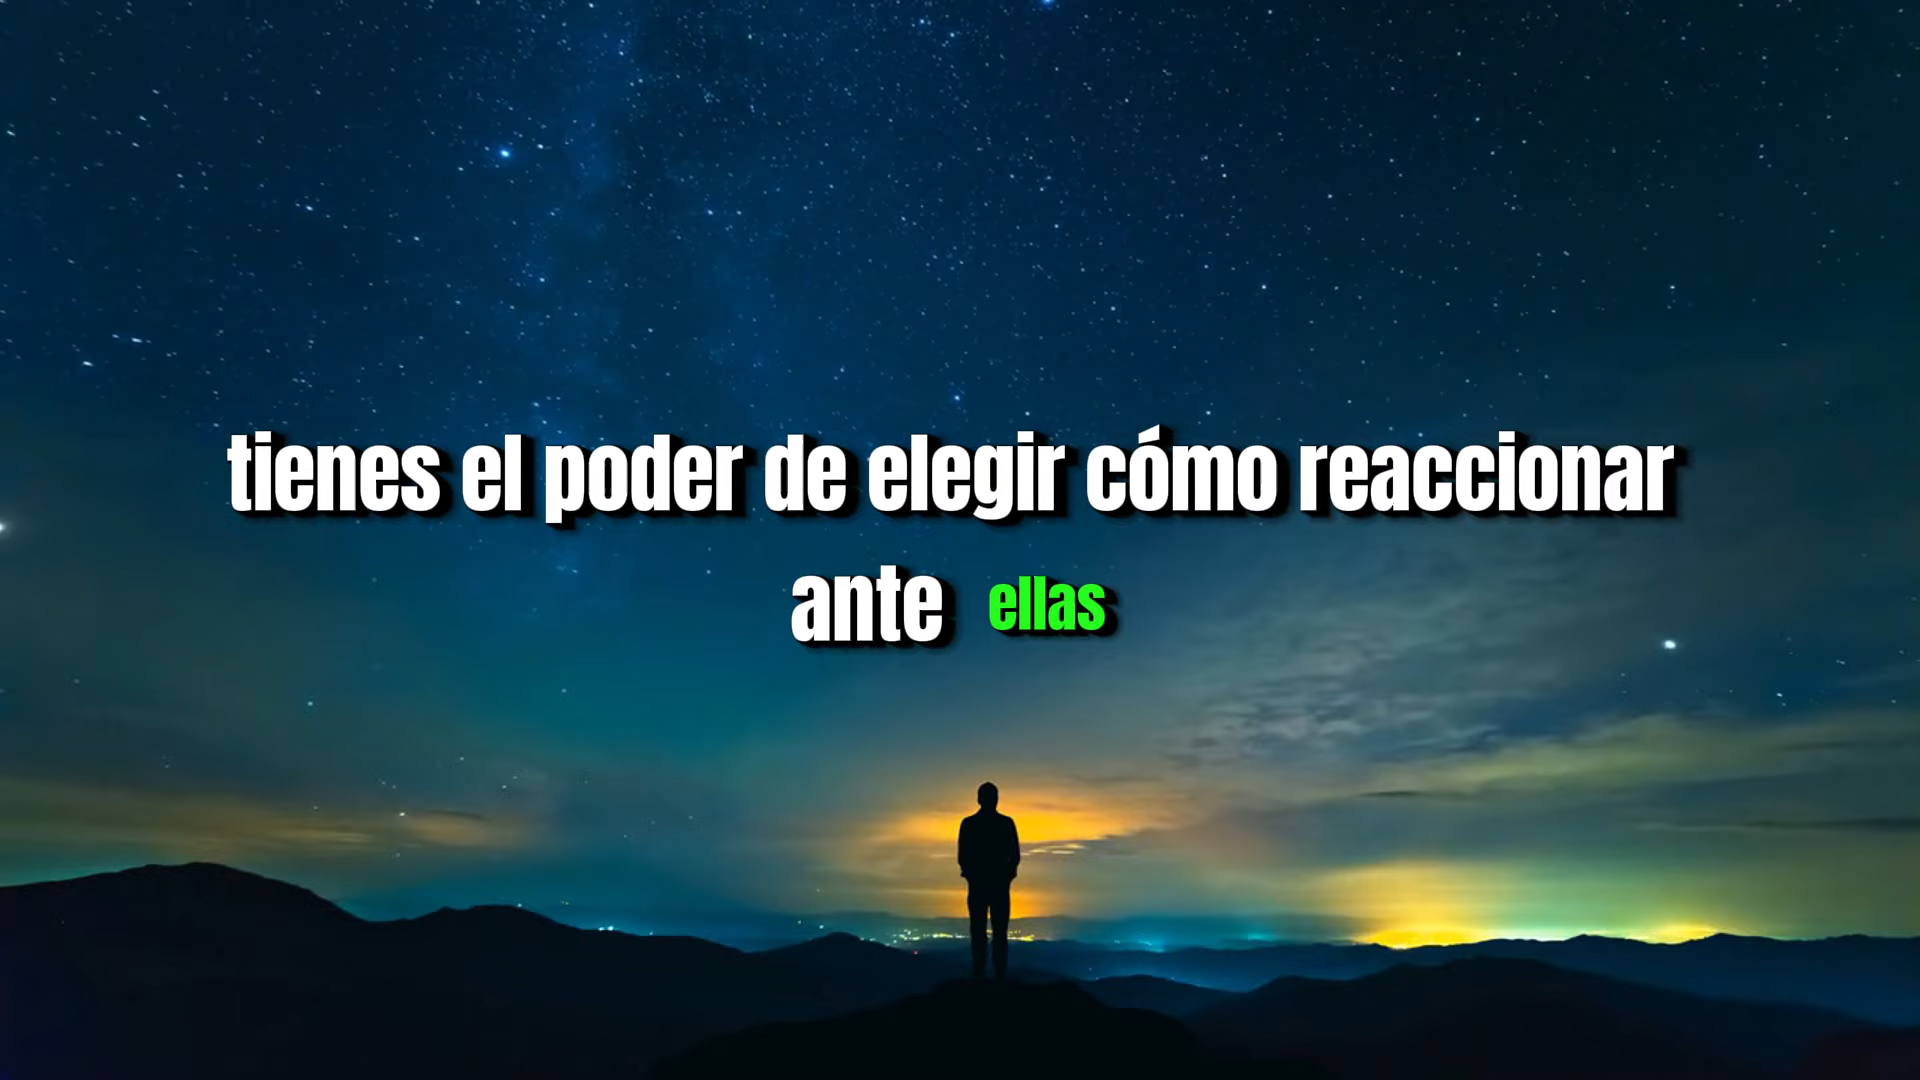 tienes el poder de elegir cómo reaccionar
ante ellas